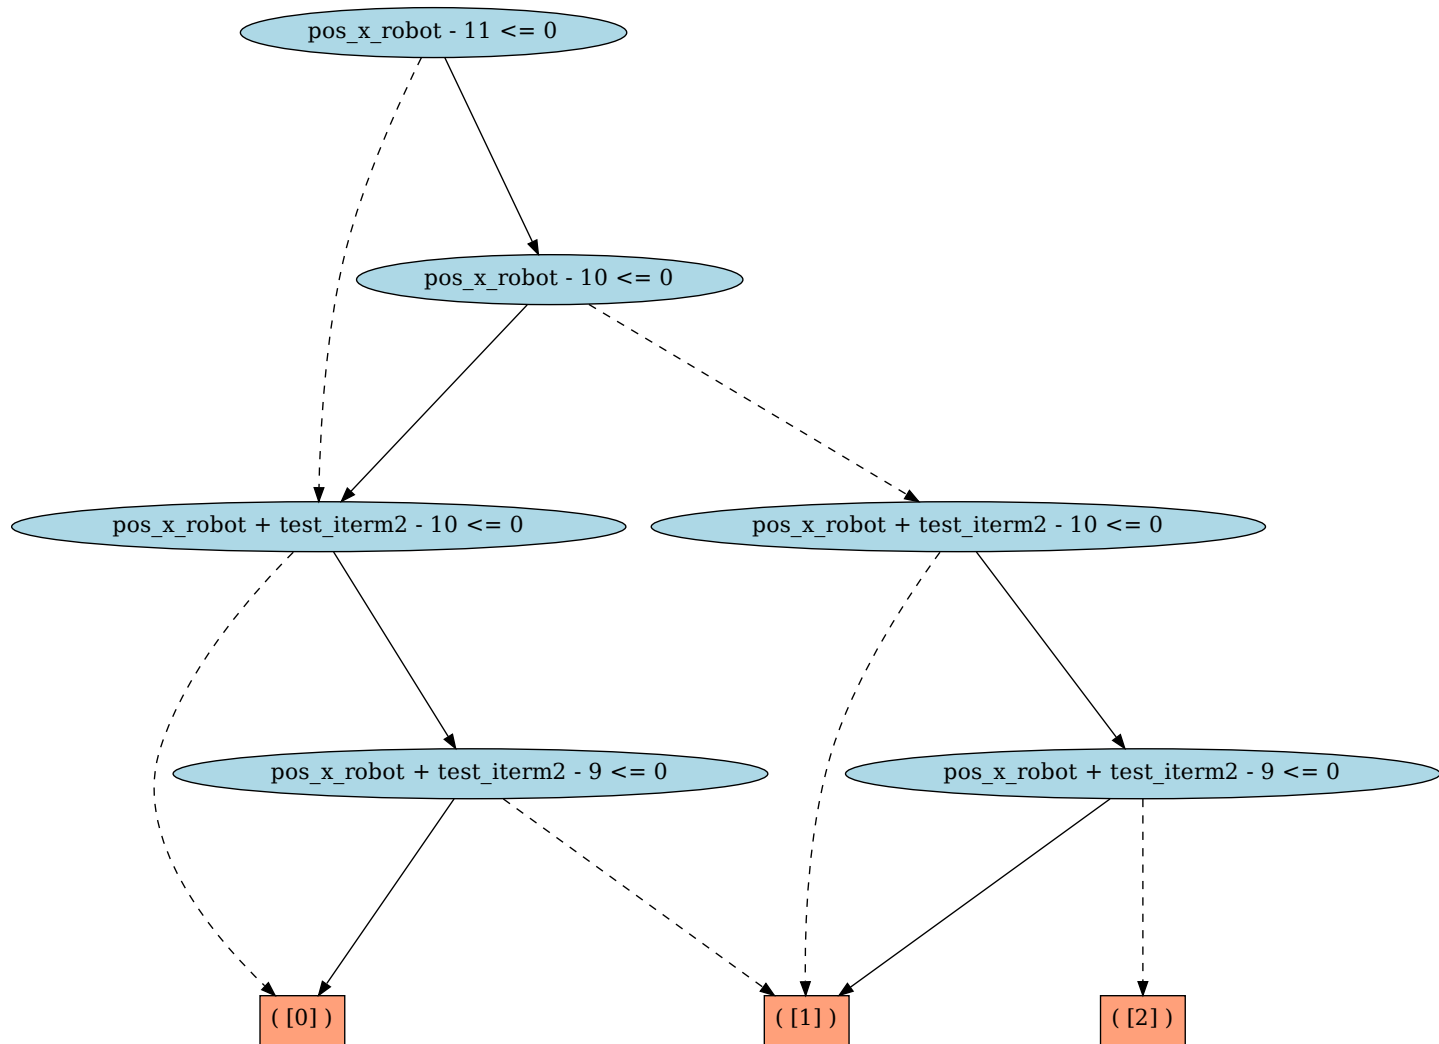 pos_x_robot - 11 <= 0
pos_x_robot - 10 <= 0
pos_x_robot + test_iterm2 - 10 <= 0
pos_x_robot + test_iterm2 - 10 <= 0
pos_x_robot + test_iterm2 - 9 <= 0
pos_x_robot + test_iterm2 - 9 <= 0
( [0] )
( [1] )
( [2] )